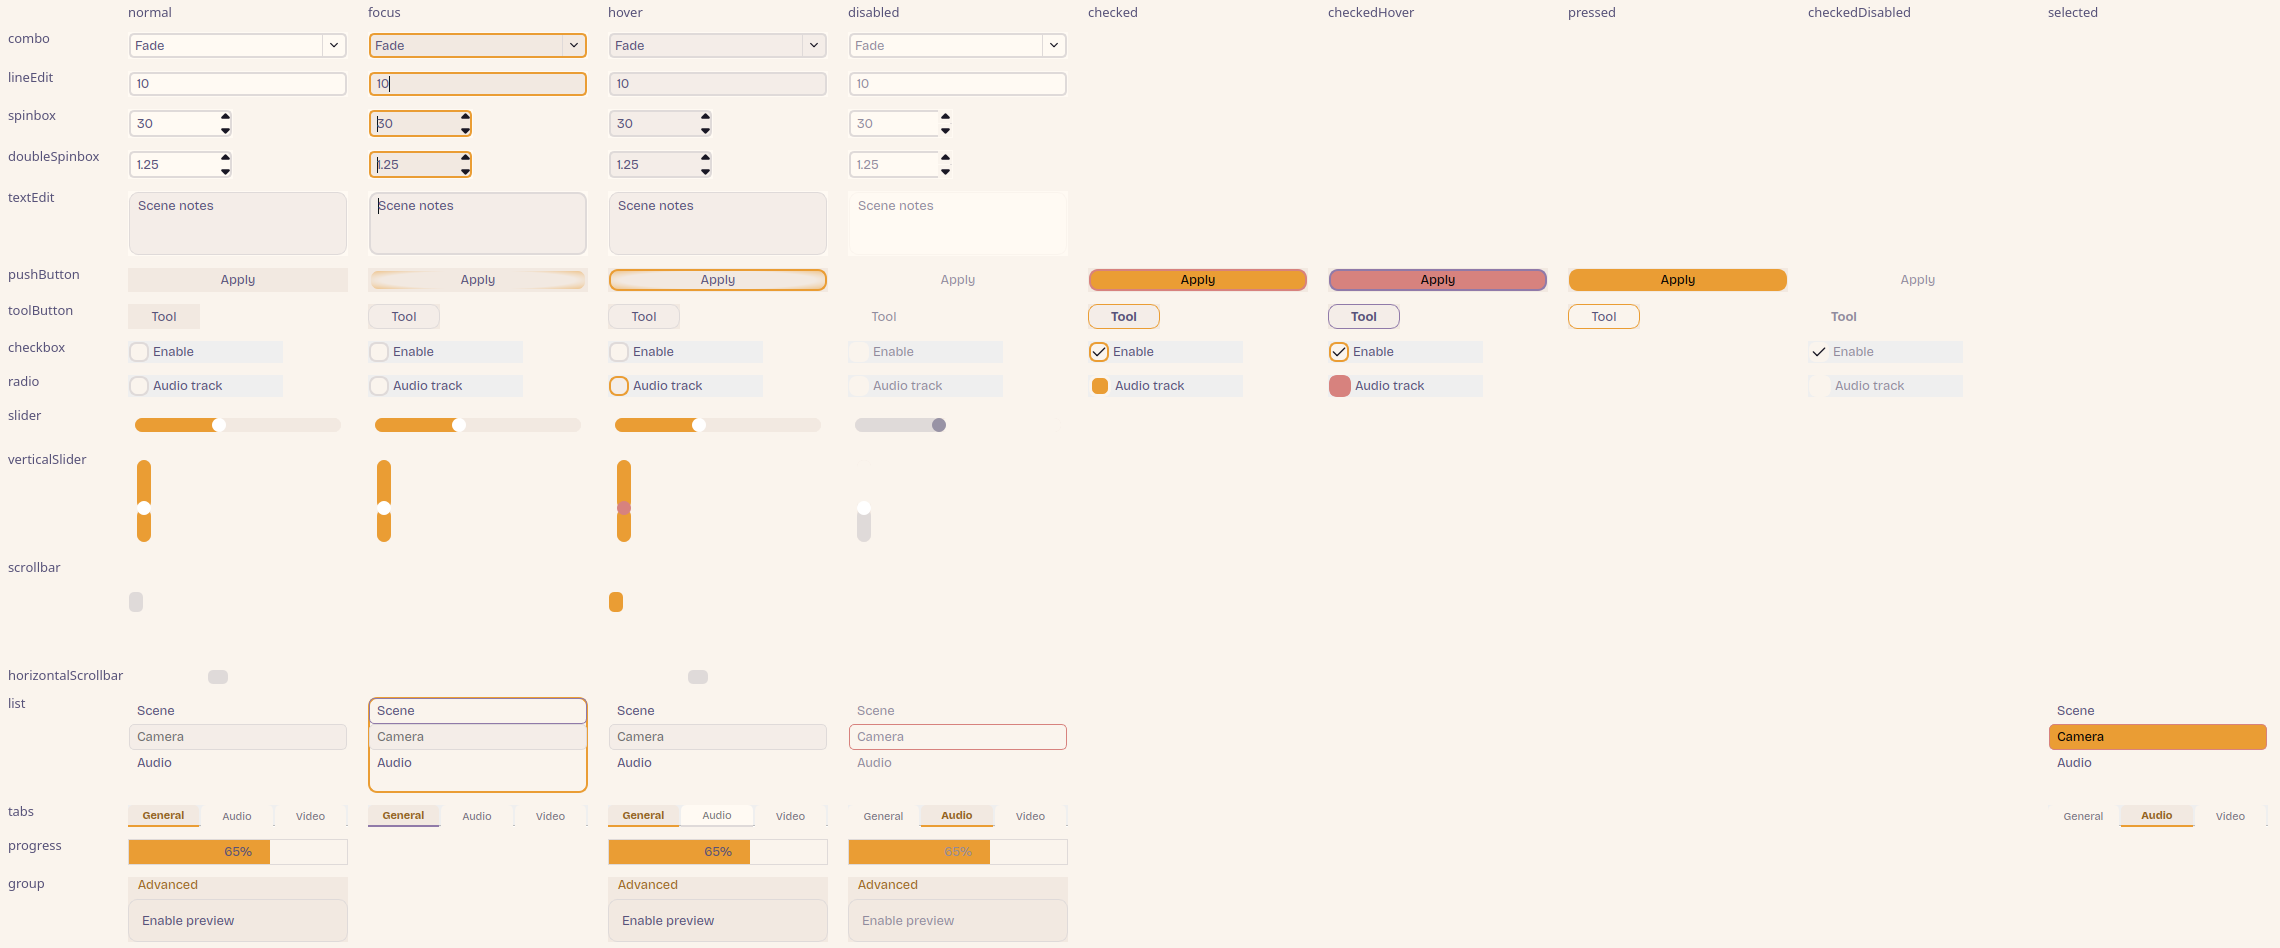 normal focus hover disabled checked checkedHover pressed checkedDisabled selected
combo Fade Fade Fade Fade
lineEdit 10 10 10 10
spinbox 30 30 30 30
doubleSpinbox 1.25 1.25 1.25 1.25
textEdit Scene notes Scene notes Scene notes Scene notes
pushButton Apply Apply Apply Apply Apply Apply Apply Apply
toolButton Tool Tool Tool Tool Tool Tool Tool Tool
checkbox Enable Enable Enable Enable Enable Enable Enable
radio Audio track Audio track Audio track Audio track Audio track Audio track Audio track
slider
verticalSlider
scrollbar
horizontalScrollbar
list Scene Scene Scene Scene Scene
Camera Camera Camera Camera Camera
Audio Audio Audio Audio Audio
tabs General Audio Video General Audio Video General Audio Video General Audio Video General Audio Video
progress 65% 65% 65%
group Advanced Advanced Advanced
Enable preview Enable preview Enable preview